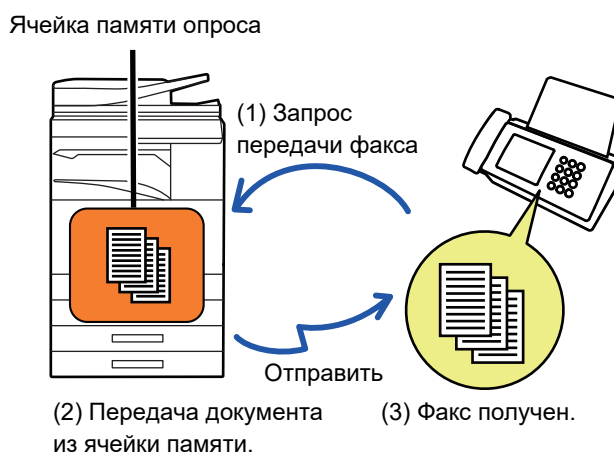 Ячейка памяти опроса
(1) Запрос
передачи факса
Отправить
(2) Передача документа
из ячейки памяти.
(3) Факс получен.